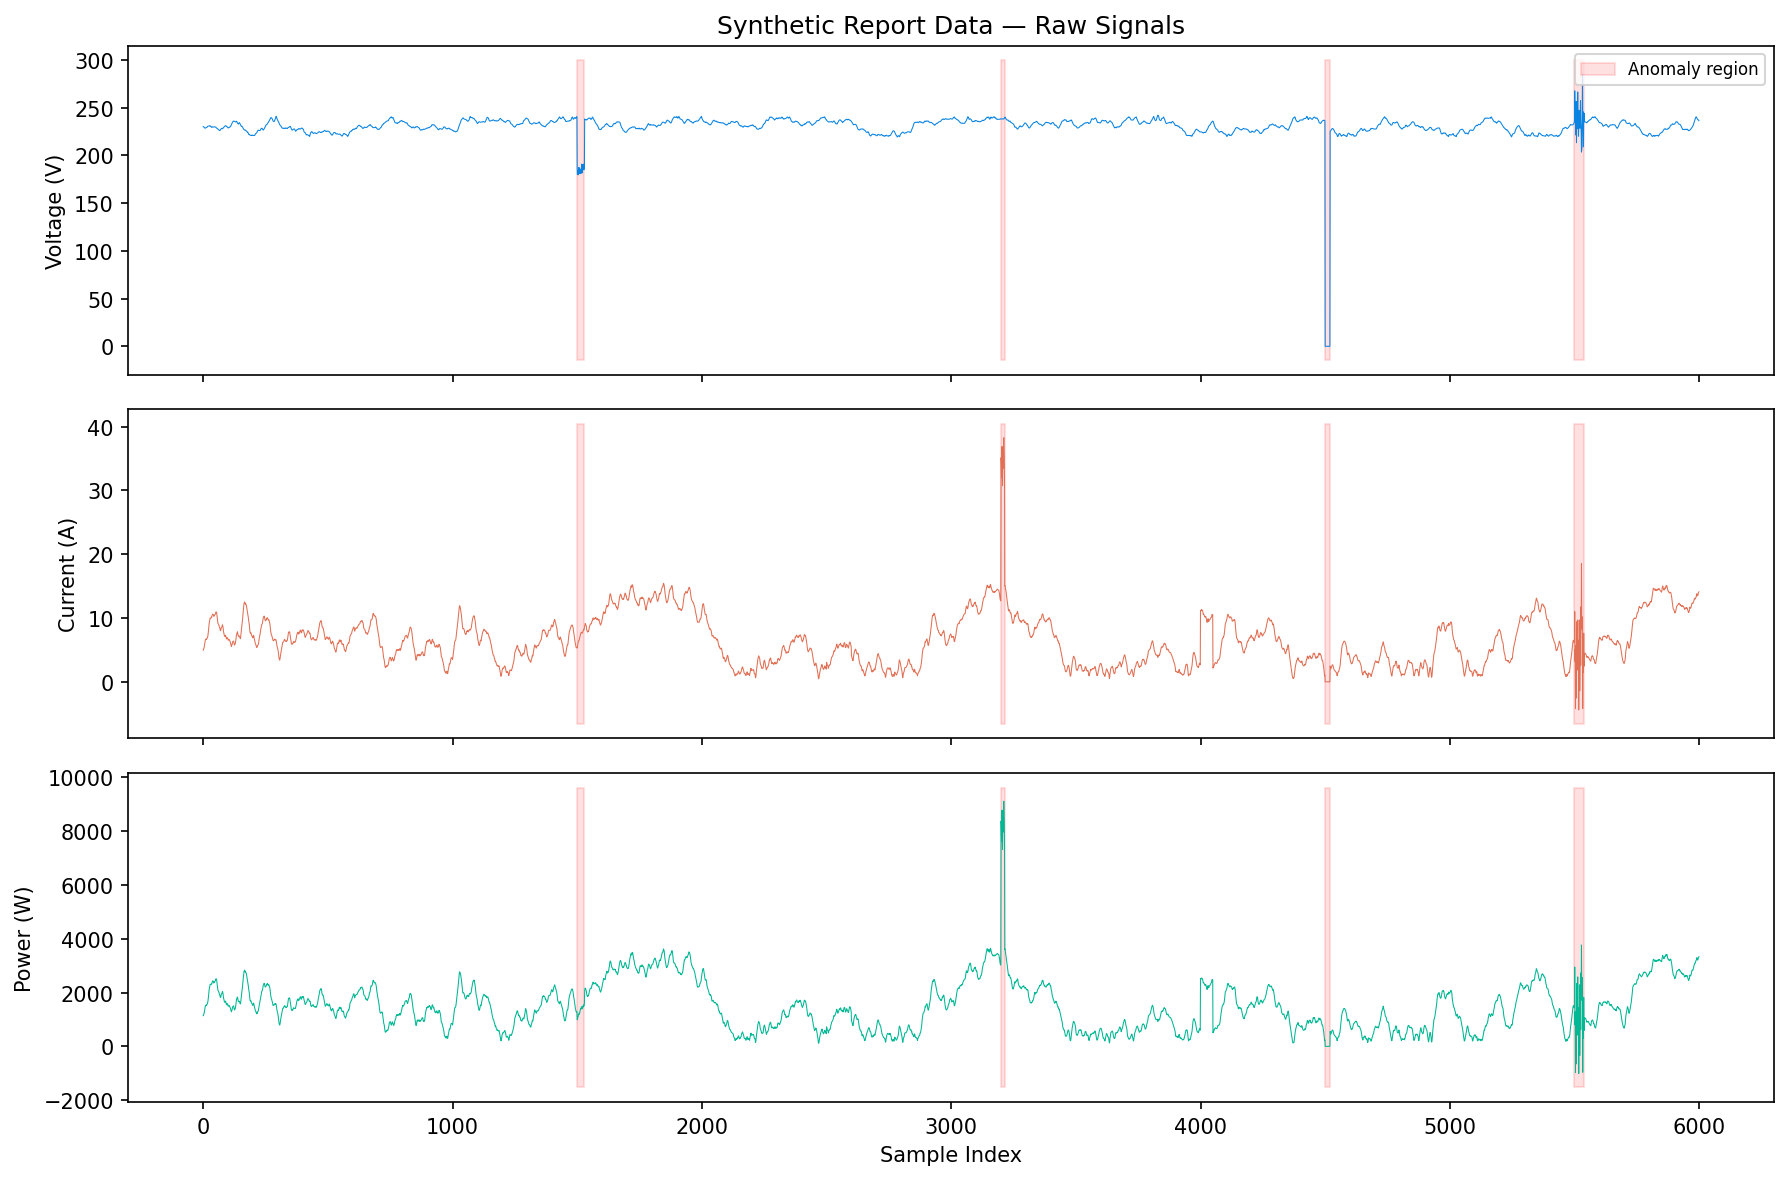 Synthetic Report Data — Raw Signals
Anomaly region
Voltage (V)
300
250
200
150
100
50
0
Current (A)
40
30
20
10
0
Power (W)
10000
8000
6000
4000
2000
0
−2000
0 1000 2000 3000 4000 5000 6000
Sample Index